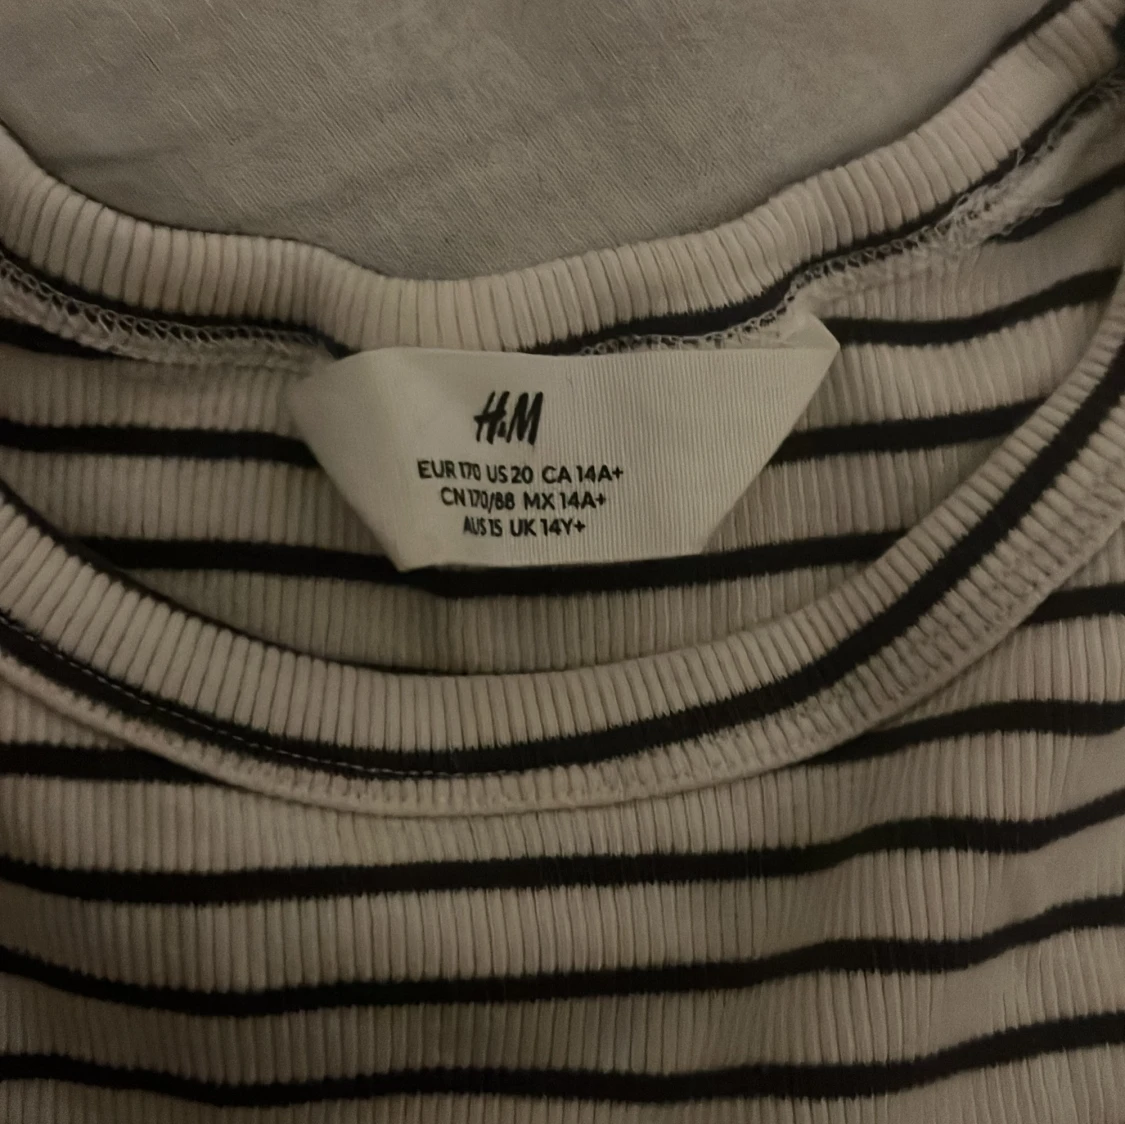 H&M
EUR 170 US 20 CA 14A+
CN 170/88 MX 14A+
AUS 15 UK 14Y+